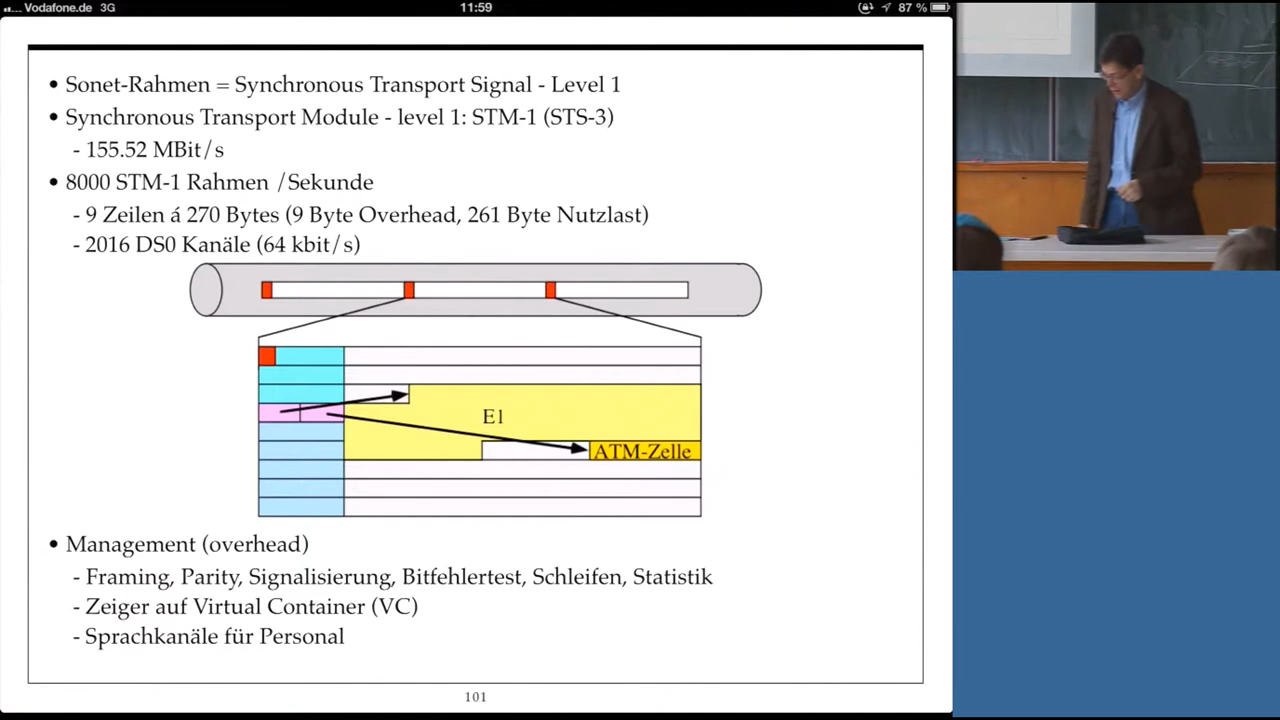 Vodafone.de 3G 11:59 87 %
• Sonet-Rahmen = Synchronous Transport Signal - Level 1
• Synchronous Transport Module - level 1: STM-1 (STS-3)
- 155.52 MBit/s
• 8000 STM-1 Rahmen /Sekunde
- 9 Zeilen á 270 Bytes (9 Byte Overhead, 261 Byte Nutzlast)
- 2016 DS0 Kanäle (64 kbit/s)
E1
ATM-Zelle
• Management (overhead)
- Framing, Parity, Signalisierung, Bitfehlertest, Schleifen, Statistik
- Zeiger auf Virtual Container (VC)
- Sprachkanäle für Personal
101